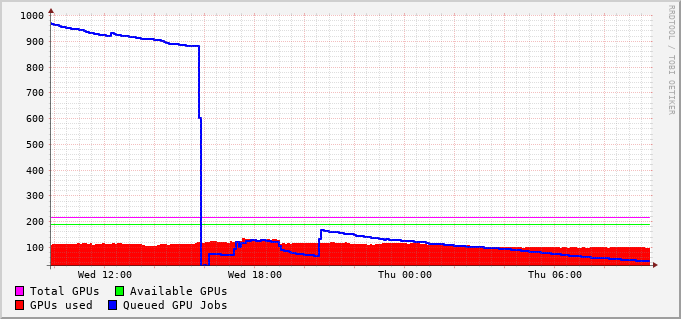 1000
900
800
700
600
500
400
300
200
100
Wed 12:00 Wed 18:00 Thu 00:00 Thu 06:00
Total GPUs Available GPUs
GPUs used Queued GPU Jobs
RRDTOOL / TOBI OETIKER